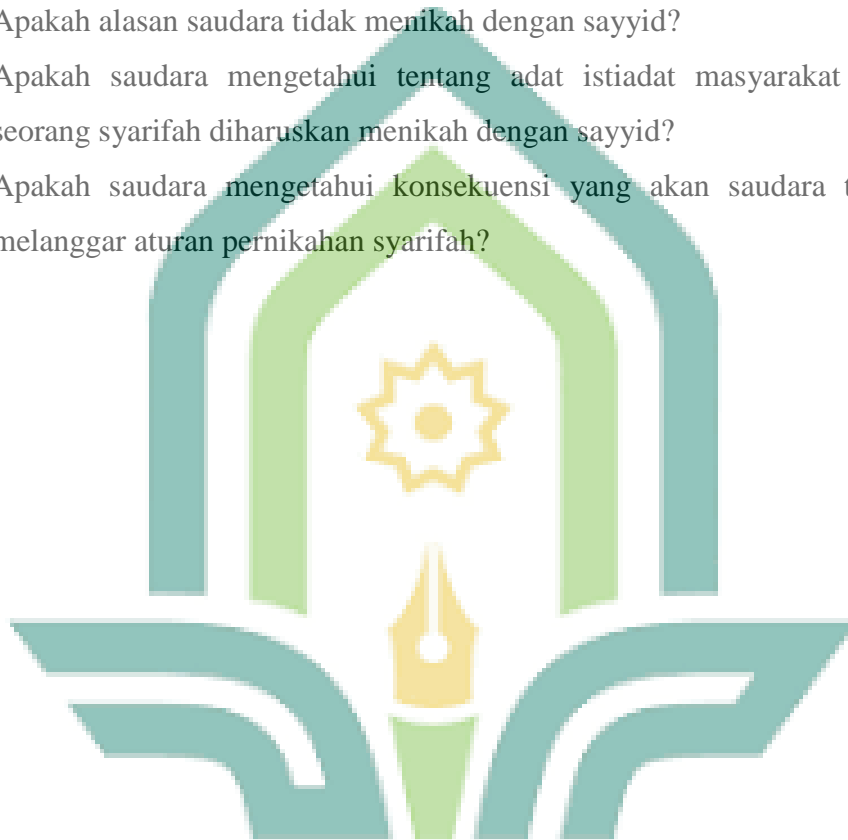 Apakah alasan saudara tidak menikah dengan sayyid?
Apakah saudara mengetahui tentang adat istiadat masyarakat
seorang syarifah diharuskan menikah dengan sayyid?
Apakah saudara mengetahui konsekuensi yang akan saudara
melanggar aturan pernikahan syarifah?